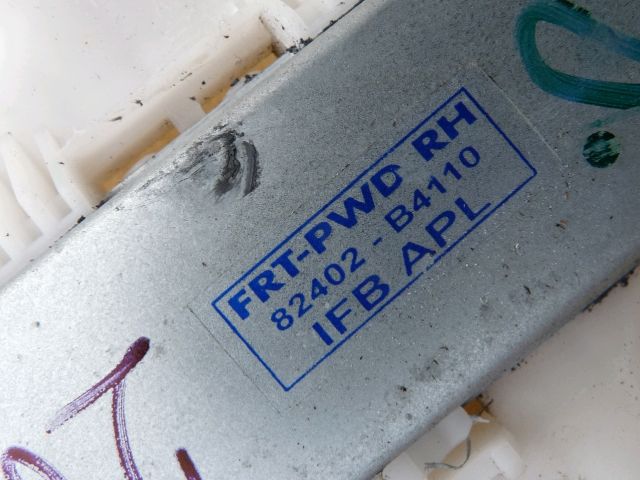 FRT-PWD RH
82402 - B4110
IFB APL